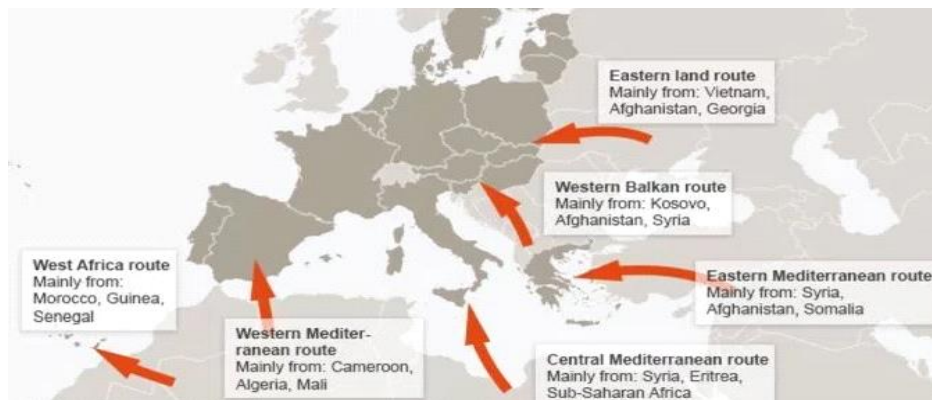 Eastern land route
Mainly from: Vietnam,
Afghanistan, Georgia
Western Balkan route
Mainly from: Kosovo,
Afghanistan, Syria
West Africa route
Mainly from:
Morocco, Guinea,
Senegal
Eastern Mediterranean route
Mainly from: Syria,
Afghanistan, Somalia
Western Mediter-
ranean route
Mainly from: Cameroon,
Algeria, Mali
Central Mediterranean route
Mainly from: Syria, Eritrea,
Sub-Saharan Africa